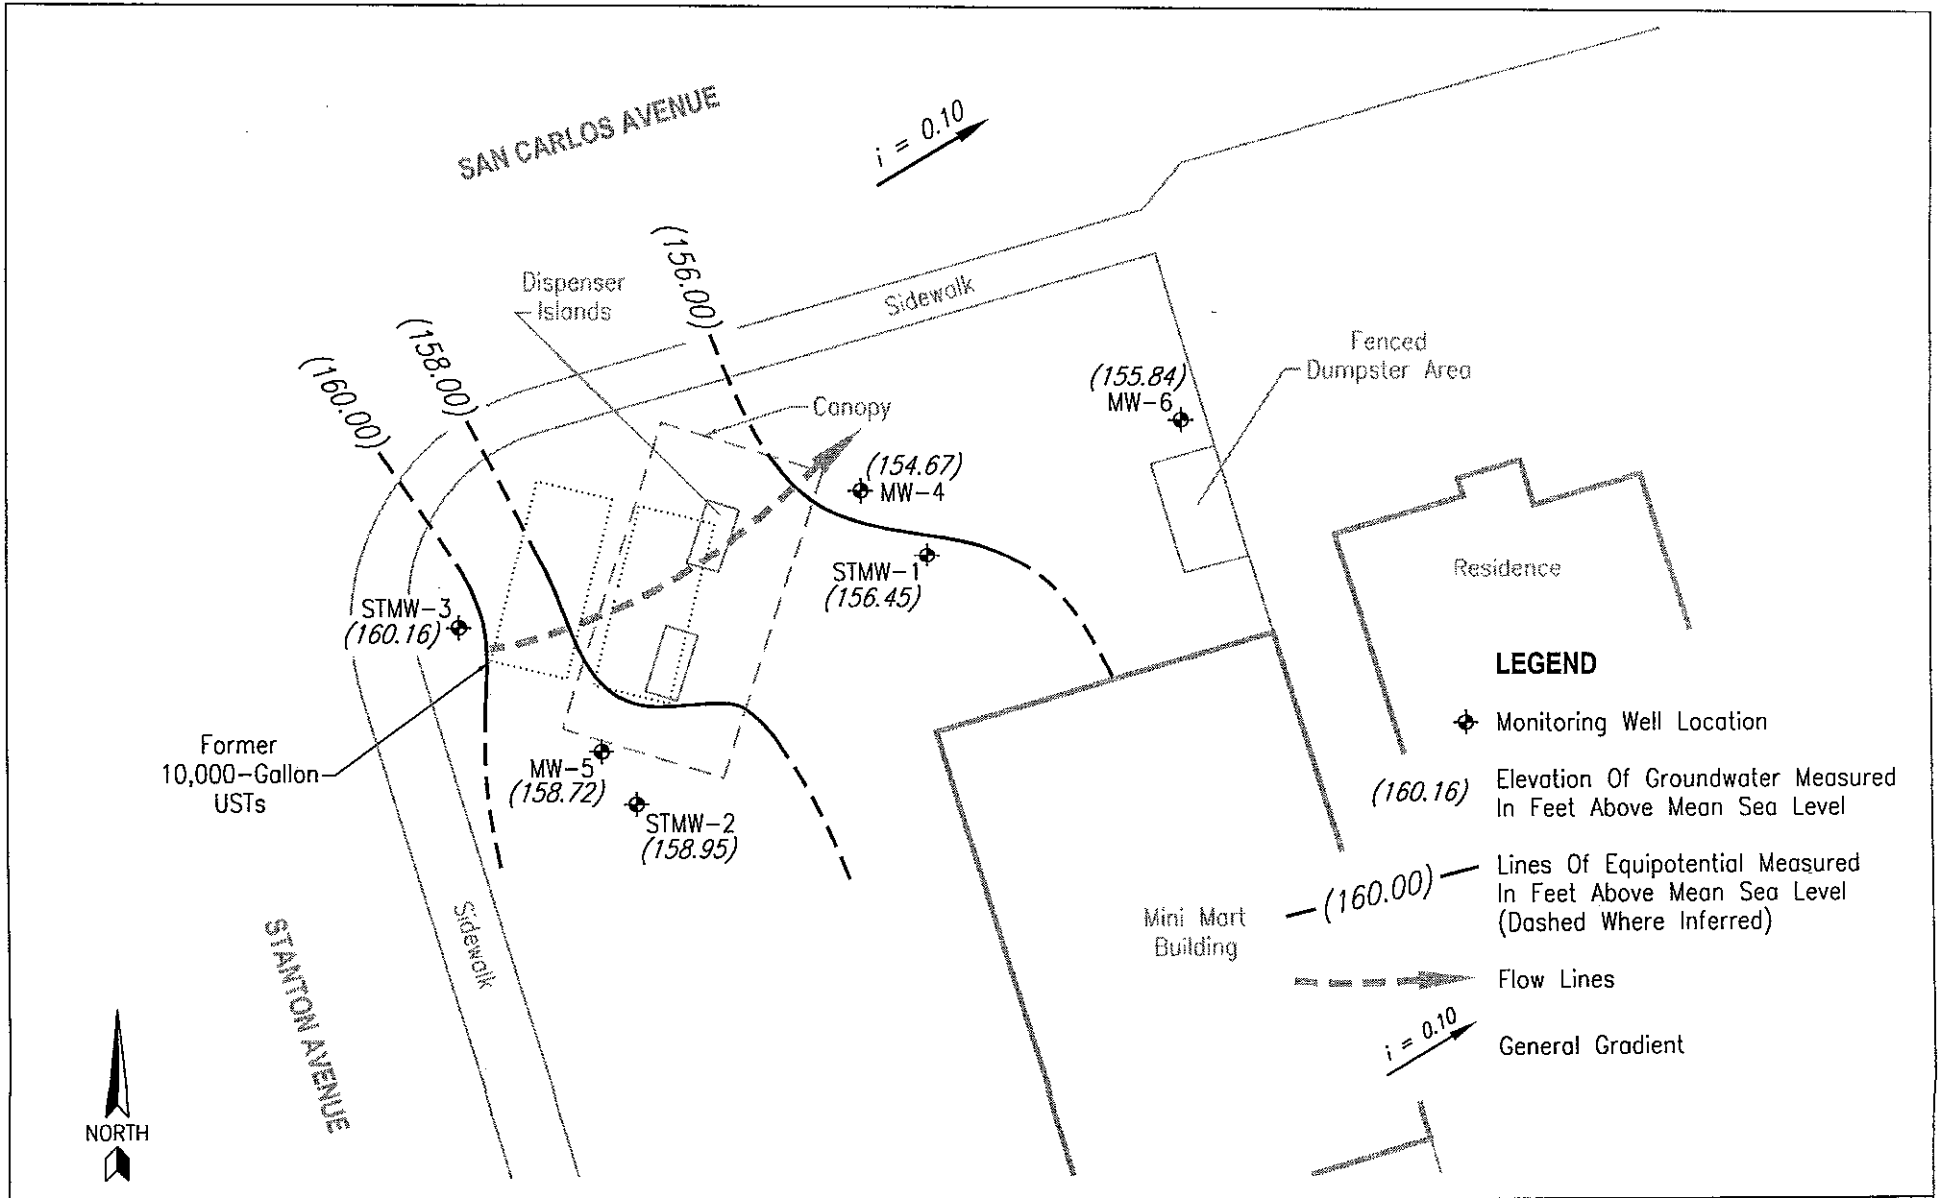 SAN CARLOS AVENUE
i = 0.10
(156.00)
(158.00)
(160.00)
Dispenser
Islands
Sidewalk
Canopy
Fenced
Dumpster Area
(155.84)
MW-6
(154.67)
MW-4
STMW-1
(156.45)
STMW-3
(160.16)
Residence
Former
10,000-Gallon
USTs
MW-5
(158.72)
STMW-2
(158.95)
Sidewalk
STANTON AVENUE
Mini Mart
Building
NORTH
LEGEND
Monitoring Well Location
(160.16) Elevation Of Groundwater Measured
In Feet Above Mean Sea Level
(160.00) Lines Of Equipotential Measured
In Feet Above Mean Sea Level
(Dashed Where Inferred)
Flow Lines
i = 0.10 General Gradient